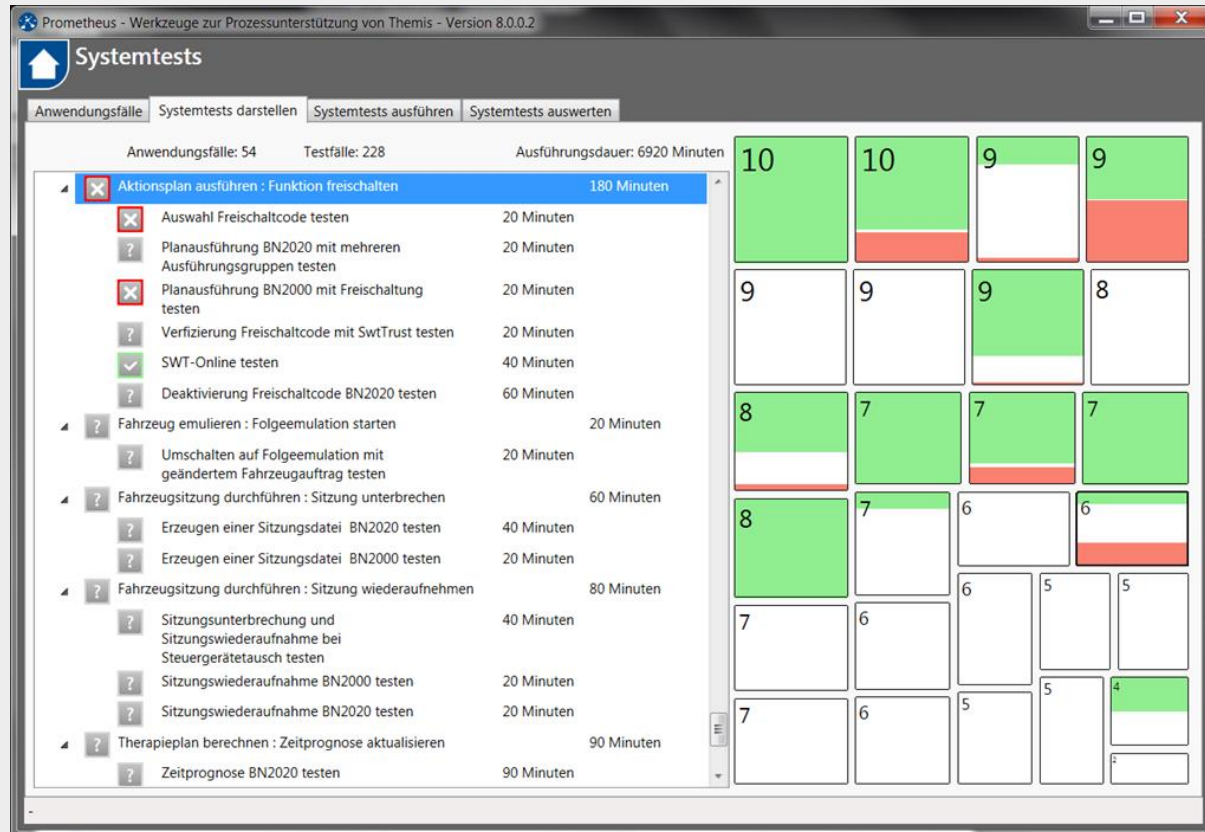 Prometheus - Werkzeuge zur Prozessunterstützung von Themis - Version 8.0.0.2
Systemtests
Anwendungsfälle Systemtests darstellen Systemtests ausführen Systemtests auswerten
Anwendungsfälle: 54 Testfälle: 228 Ausführungsdauer: 6920 Minuten
Aktionsplan ausführen : Funktion freischalten 180 Minuten
Auswahl Freischaltcode testen 20 Minuten
Planausführung BN2020 mit mehreren 20 Minuten
Ausführungsgruppen testen
Planausführung BN2000 mit Freischaltung 20 Minuten
testen
Verfizierung Freischaltcode mit SwtTrust testen 20 Minuten
SWT-Online testen 40 Minuten
Deaktivierung Freischaltcode BN2020 testen 60 Minuten
Fahrzeug emulieren : Folgeemulation starten 20 Minuten
Umschalten auf Folgeemulation mit 20 Minuten
geändertem Fahrzeugauftrag testen
Fahrzeugsitzung durchführen : Sitzung unterbrechen 60 Minuten
Erzeugen einer Sitzungsdatei BN2020 testen 40 Minuten
Erzeugen einer Sitzungsdatei BN2000 testen 20 Minuten
Fahrzeugsitzung durchführen : Sitzung wiederaufnehmen 80 Minuten
Sitzungsunterbrechung und 40 Minuten
Sitzungswiederaufnahme bei
Steuergerätetausch testen
Sitzungswiederaufnahme BN2000 testen 20 Minuten
Sitzungswiederaufnahme BN2020 testen 20 Minuten
Therapieplan berechnen : Zeitprognose aktualisieren 90 Minuten
Zeitprognose BN2020 testen 90 Minuten
10 10 9 9
9 9 9 8
8 7 7 7
8 7 6 6
7 6 6 5 5
7 6 5 5 4
2
-